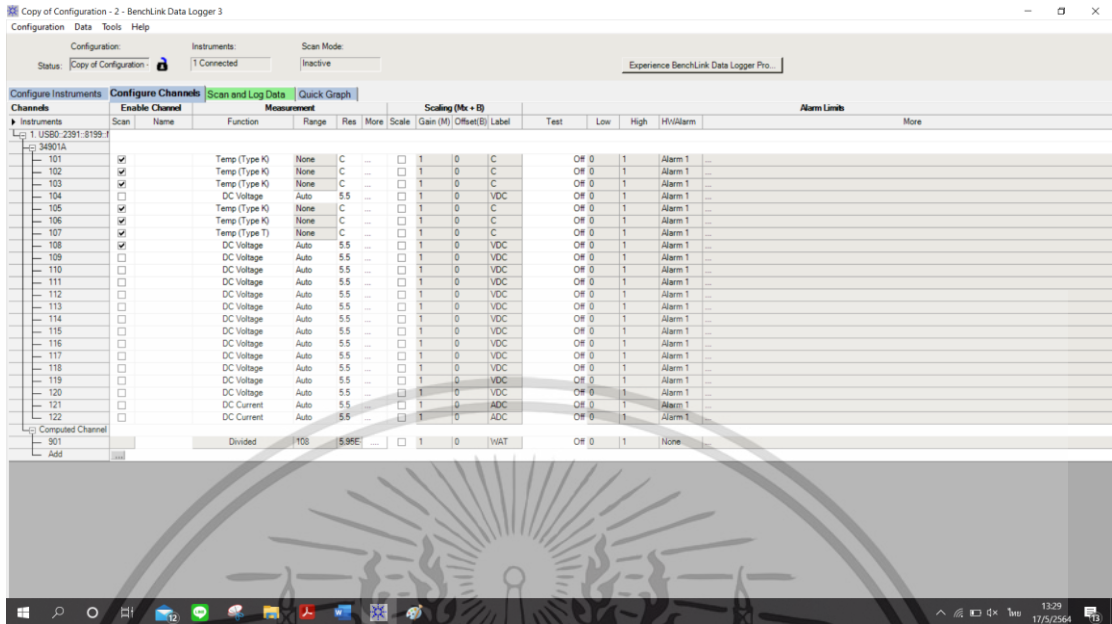 Copy of Configuration - 2 - BenchLink Data Logger 3
Configuration Data Tools Help
Configuration: Instruments: Scan Mode:
Status: Copy of Configuration - 1 Connected Inactive Experience BenchLink Data Logger Pro...
Configure Instruments Configure Channels Scan and Log Data Quick Graph
Channels Enable Channel Measurement Scaling (Mx + B) Alarm Limits
Instruments Scan Name Function Range Res More Scale Gain (M) Offset(B) Label Test Low High HWAlarm More
1. USB0::2391::8199::
34901A
101 Temp (Type K) None C ... 1 0 C Off 0 1 Alarm 1 ...
102 Temp (Type K) None C ... 1 0 C Off 0 1 Alarm 1 ...
103 Temp (Type K) None C ... 1 0 C Off 0 1 Alarm 1 ...
104 DC Voltage Auto 5.5 ... 1 0 VDC Off 0 1 Alarm 1 ...
105 Temp (Type K) None C ... 1 0 C Off 0 1 Alarm 1 ...
106 Temp (Type K) None C ... 1 0 C Off 0 1 Alarm 1 ...
107 Temp (Type T) None C ... 1 0 C Off 0 1 Alarm 1 ...
108 DC Voltage Auto 5.5 ... 1 0 VDC Off 0 1 Alarm 1 ...
109 DC Voltage Auto 5.5 ... 1 0 VDC Off 0 1 Alarm 1 ...
110 DC Voltage Auto 5.5 ... 1 0 VDC Off 0 1 Alarm 1 ...
111 DC Voltage Auto 5.5 ... 1 0 VDC Off 0 1 Alarm 1 ...
112 DC Voltage Auto 5.5 ... 1 0 VDC Off 0 1 Alarm 1 ...
113 DC Voltage Auto 5.5 ... 1 0 VDC Off 0 1 Alarm 1 ...
114 DC Voltage Auto 5.5 ... 1 0 VDC Off 0 1 Alarm 1 ...
115 DC Voltage Auto 5.5 ... 1 0 VDC Off 0 1 Alarm 1 ...
116 DC Voltage Auto 5.5 ... 1 0 VDC Off 0 1 Alarm 1 ...
117 DC Voltage Auto 5.5 ... 1 0 VDC Off 0 1 Alarm 1 ...
118 DC Voltage Auto 5.5 ... 1 0 VDC Off 0 1 Alarm 1 ...
119 DC Voltage Auto 5.5 ... 1 0 VDC Off 0 1 Alarm 1 ...
120 DC Voltage Auto 5.5 ... 1 0 VDC Off 0 1 Alarm 1 ...
121 DC Current Auto 5.5 ... 1 0 ADC Off 0 1 Alarm 1 ...
122 DC Current Auto 5.5 ... 1 0 ADC Off 0 1 Alarm 1 ...
Computed Channel
901 Divided 108 5.95E .... 1 0 WAT Off 0 1 None ...
Add ....
12 ไทย 13:29 13
17/5/2564